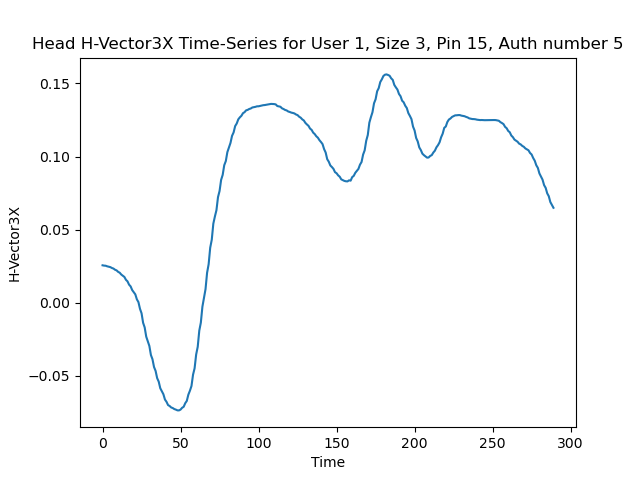 Head H-Vector3X Time-Series for User 1, Size 3, Pin 15, Auth number 5
0.15
0.10
0.05
0.00
−0.05
H-Vector3X
0 50 100 150 200 250 300
Time